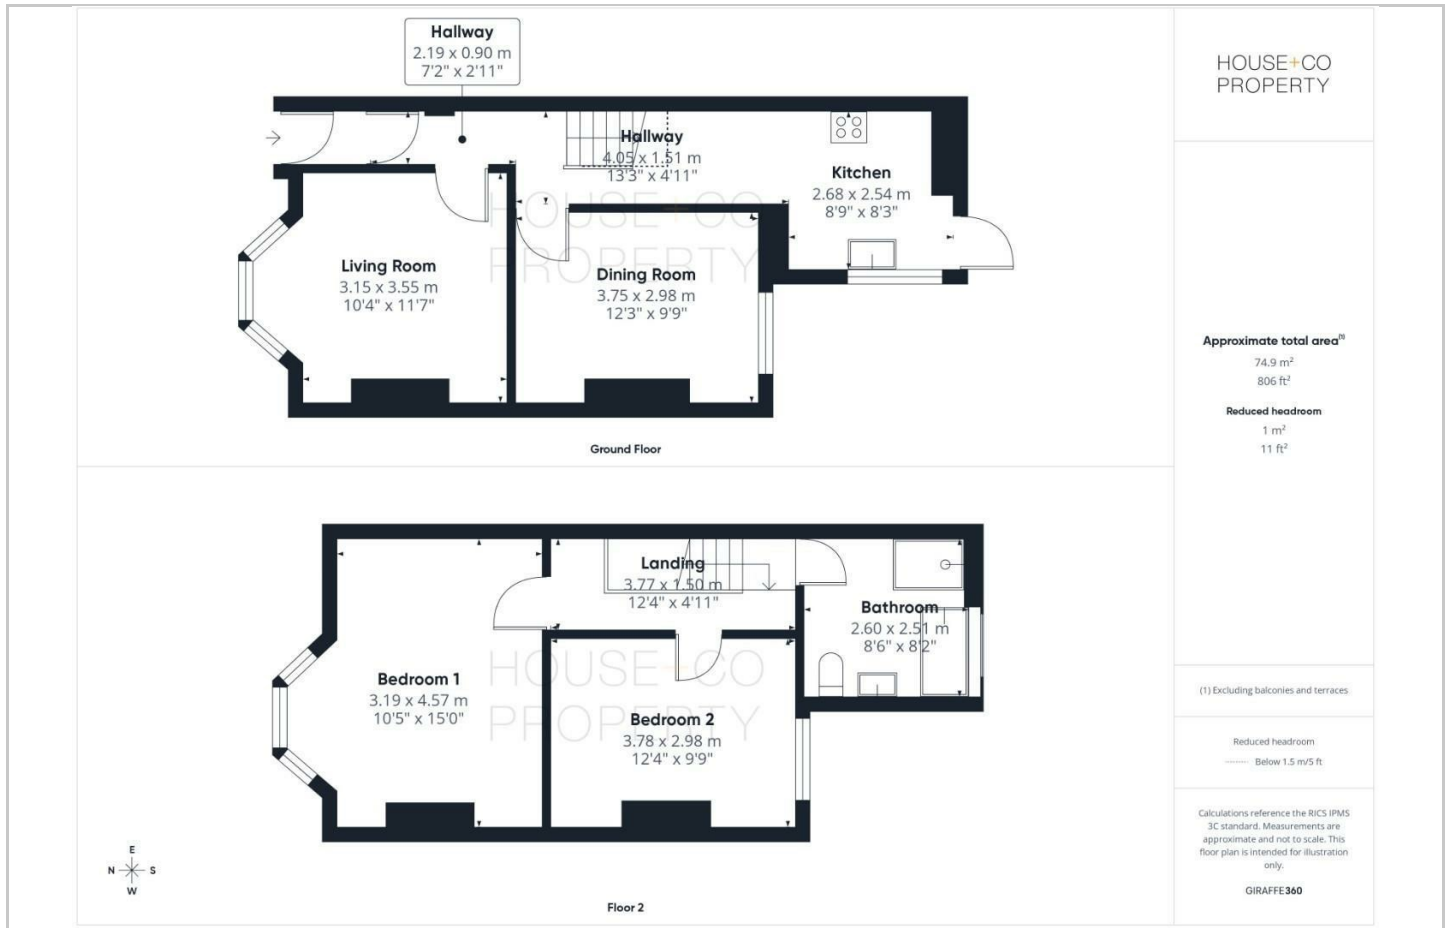 Hallway
2.19 x 0.90 m
7'2" x 2'11"
Hallway
4.05 x 1.51 m
13'3" x 4'11"
Kitchen
2.68 x 2.54 m
8'9" x 8'3"
Living Room
3.15 x 3.55 m
10'4" x 11'7"
Dining Room
3.75 x 2.98 m
12'3" x 9'9"
HOUSE+CO
PROPERTY
Ground Floor
Landing
3.77 x 1.50 m
12'4" x 4'11"
Bathroom
2.60 x 2.51 m
8'6" x 8'2"
Bedroom 1
3.19 x 4.57 m
10'5" x 15'0"
Bedroom 2
3.78 x 2.98 m
12'4" x 9'9"
HOUSE+CO
PROPERTY
E
N S
W
Floor 2
HOUSE+CO
PROPERTY
Approximate total area(1)
74.9 m²
806 ft²
Reduced headroom
1 m²
11 ft²
(1) Excluding balconies and terraces
Reduced headroom
Below 1.5 m/5 ft
Calculations reference the RICS IPMS
3C standard. Measurements are
approximate and not to scale. This
floor plan is intended for illustration
only.
GIRAFFE360